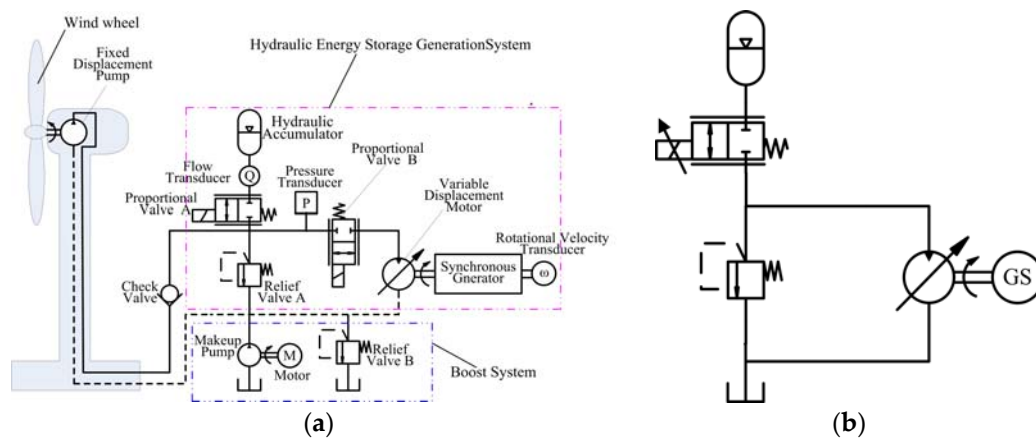 Wind wheel
Fixed
Displacement
Pump
Hydraulic Energy Storage GenerationSystem
Hydraulic
Accumulator
Flow
Transducer
Q
Pressure
Transducer
P
Proportional
Valve B
Proportional
Valve A
Variable
Displacement
Motor
Rotational Velocity
Transducer
Synchronous
Gnerator
ω
Check
Valve
Relief
Valve A
Makeup
Pump
M
Motor
Relief
Valve B
Boost System
(a)
GS
(b)